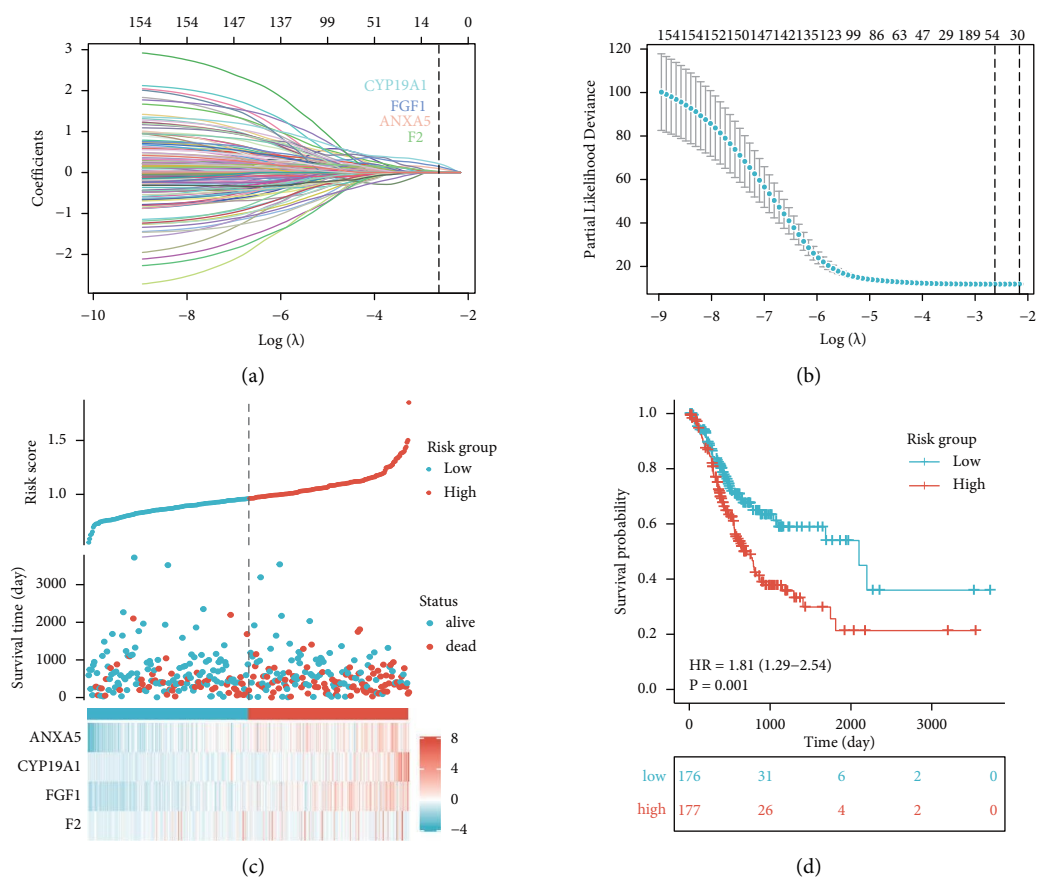 154 154 147 99 51 14 0
3
2
1
0
−1
−2
Coefficients
CYP19A1
FGF1
ANXA5
F2
−10 −8 −6 −4 −2
Log (λ)
(a)
154154152150147142135123 99 86 63 47 29 189 54 30
120
100
80
60
40
20
Partial Likelihood Deviance
−9 −8 −7 −6 −5 −4 −3 −2
Log (λ)
(b)
1.5
1.0
Risk score
Risk group
Low
High
3000
2000
1000
0
Survival time (day)
Status
alive
dead
ANXA5
CYP19A1
FGF1
F2
8
4
0
−4
(c)
1.0
0.8
0.6
0.4
0.2
0.0
Survival probability
Risk group
Low
High
HR = 1.81 (1.29−2.54)
P = 0.001
0 1000 2000 3000
Time (day)
low 176 31 6 2 0
high 177 26 4 2 0
(d)